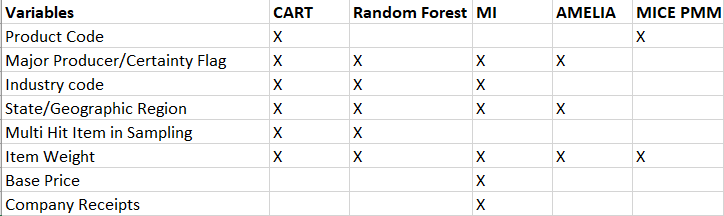 Variables CART Random Forest MI AMELIA MICE PMM
Product Code X X
Major Producer/Certainty Flag X X X X
Industry code X X X
State/Geographic Region X X X X
Multi Hit Item in Sampling X X
Item Weight X X X X X
Base Price X
Company Receipts X